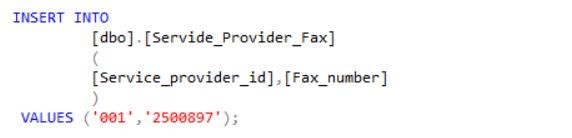 INSERT INTO
[dbo].[Servide_Provider_Fax]
(
[Service_provider_id],[Fax_number]
)
VALUES ('001','2500897');